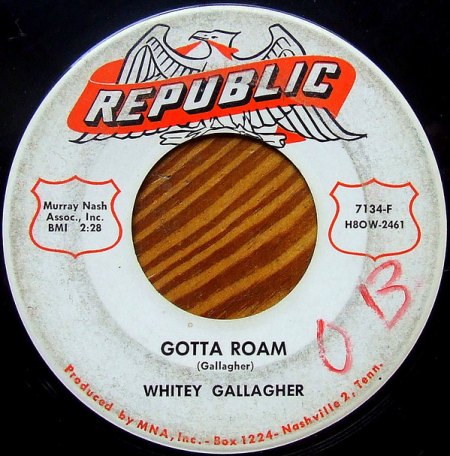 REPUBLIC
Murray Nash
Assoc., Inc.
BMI 2:28
7134-F
H8OW-2461
GOTTA ROAM
(Gallagher)
WHITEY GALLAGHER
OB
Produced by MNA, Inc. - Box 1224 - Nashville 2, Tenn.